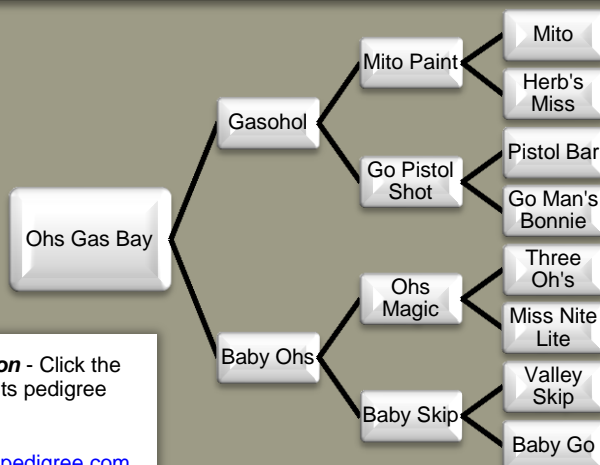 Mito
Mito Paint
Herb's
Miss
Gasohol
Pistol Bar
Go Pistol
Shot
Go Man's
Bonnie
Ohs Gas Bay
Three
Oh's
Ohs
Magic
Miss Nite
Lite
Baby Ohs
Valley
Skip
Baby Skip
Baby Go
on - Click the
ts pedigree
pedigree.com